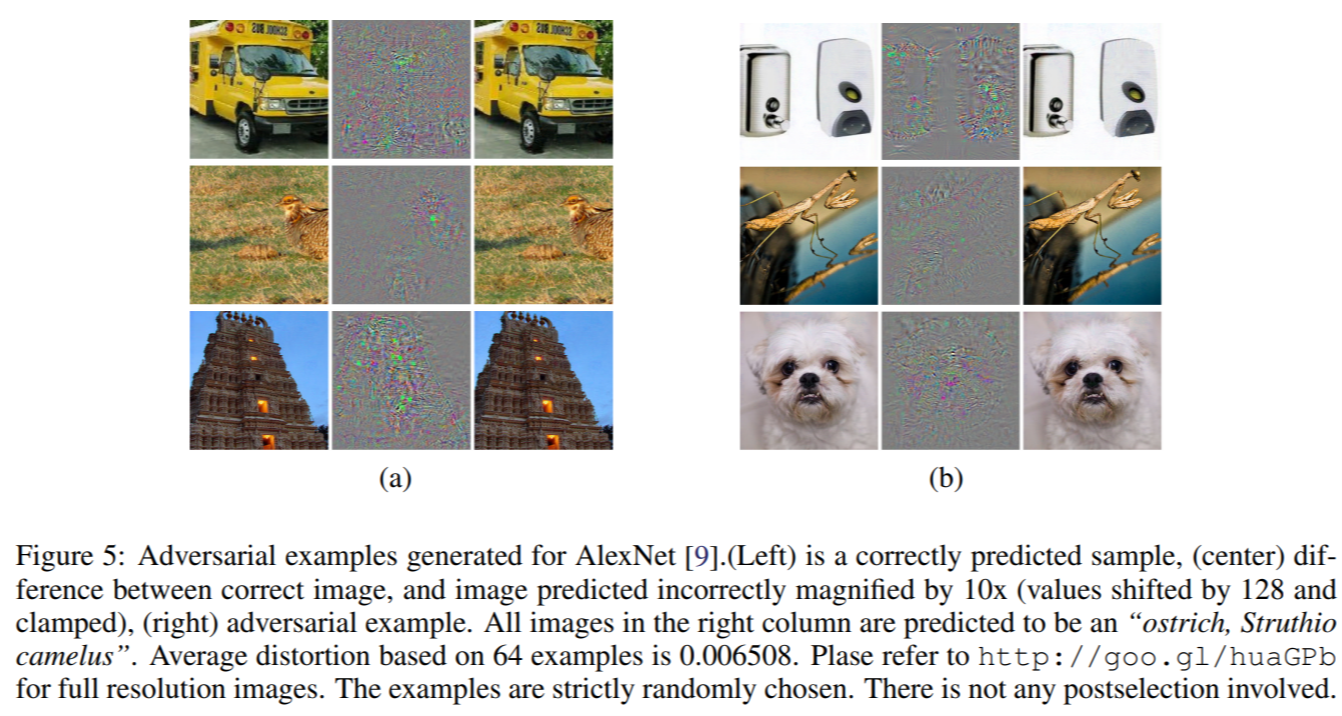 SCHOOL BUS
SCHOOL BUS
(a)
(b)
Figure 5: Adversarial examples generated for AlexNet [9].(Left) is a correctly predicted sample, (center) dif-
ference between correct image, and image predicted incorrectly magnified by 10x (values shifted by 128 and
clamped), (right) adversarial example. All images in the right column are predicted to be an “ostrich, Struthio
camelus”. Average distortion based on 64 examples is 0.006508. Plase refer to http://goo.gl/huaGPb
for full resolution images. The examples are strictly randomly chosen. There is not any postselection involved.